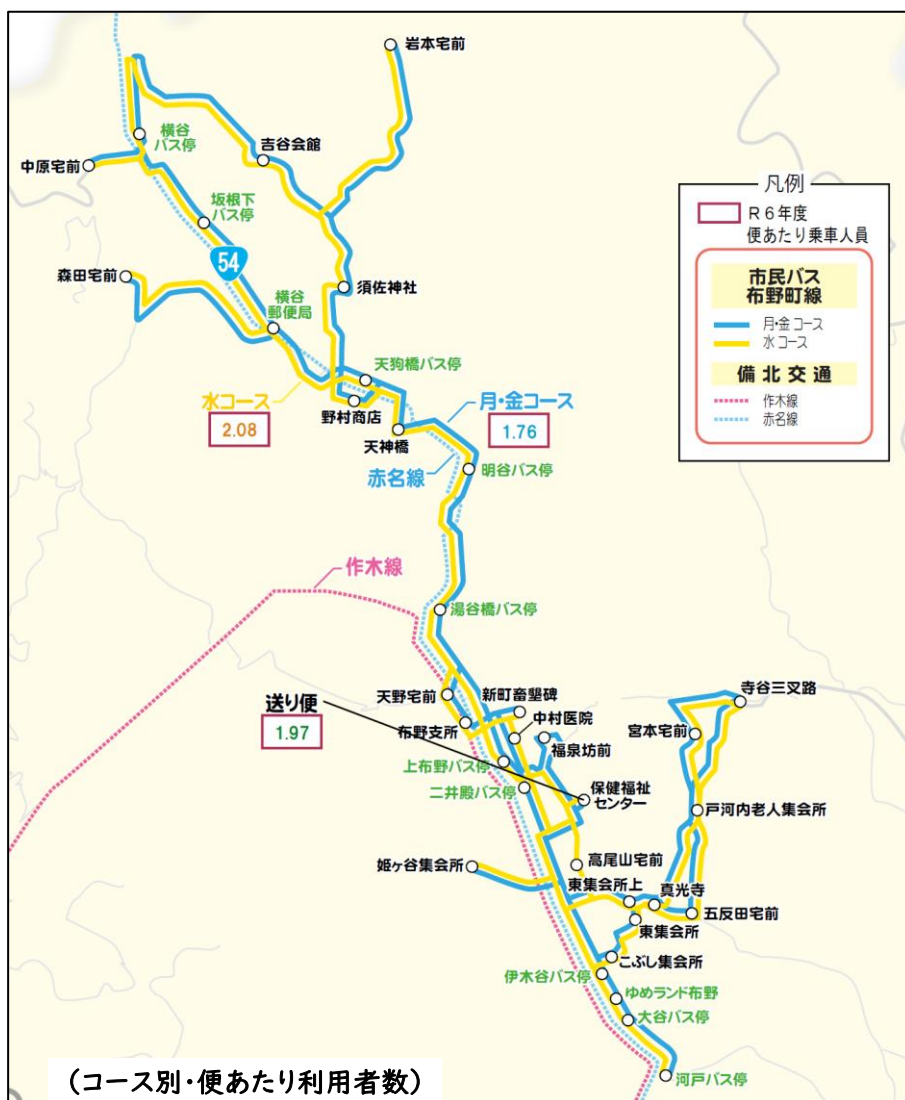 岩本宅前
横谷
バス停
吉谷会館
中原宅前
坂根下
バス停
54
森田宅前
須佐神社
横谷
郵便局
天狗橋バス停
水コース
2.08
野村商店
天神橋
月・金コース
1.76
赤名線
明谷バス停
凡例
R6年度
便あたり乗車人員
市民バス
布野町線
月・金コース
水コース
備北交通
作木線
赤名線
作木線
湯谷橋バス停
天野宅前
新町畜墾碑
寺谷三叉路
送り便
1.97
布野支所
中村医院
宮本宅前
福泉坊前
上布野バス停
二井殿バス停
保健福祉
センター
戸河内老人集会所
姫ヶ谷集会所
高尾山宅前
東集会所上
真光寺
五反田宅前
東集会所
こぶし集会所
伊木谷バス停
ゆめランド布野
大谷バス停
河戸バス停
(コース別・便あたり利用者数)